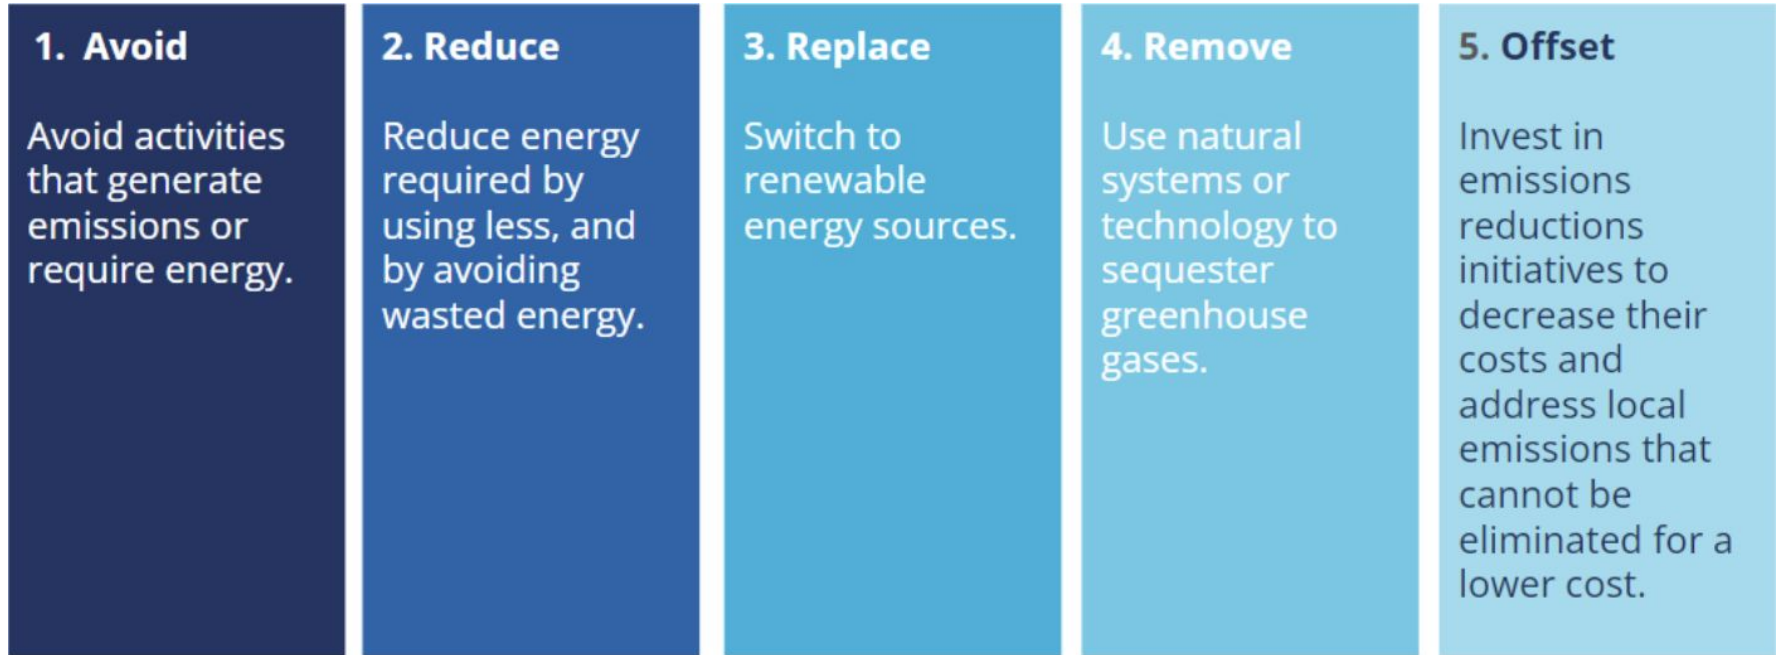 1. Avoid
Avoid activities
that generate
emissions or
require energy.
2. Reduce
Reduce energy
required by
using less, and
by avoiding
wasted energy.
3. Replace
Switch to
renewable
energy sources.
4. Remove
Use natural
systems or
technology to
sequester
greenhouse
gases.
5. Offset
Invest in
emissions
reductions
initiatives to
decrease their
costs and
address local
emissions that
cannot be
eliminated for a
lower cost.